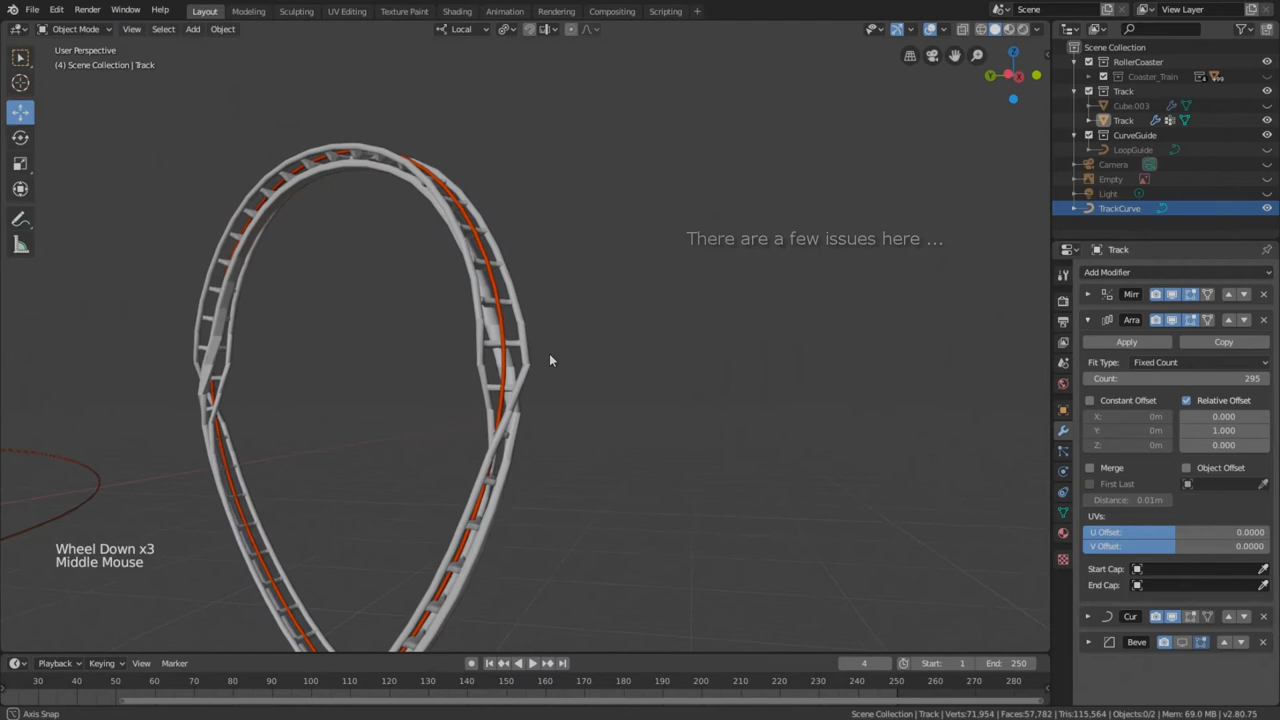 File Edit Render Window Help Layout Modeling Sculpting UV Editing Texture Paint Shading Animation Rendering Compositing Scripting Scene View Layer
Object Mode View Select Add Object Local
User Perspective
(4) Scene Collection | Track
Z
Y
X
There are a few issues here ...
Wheel Down x3
Middle Mouse
Scene Collection
RollerCoaster
Coaster_Train 4 99
Track
Cube.003
Track
CurveGuide
LoopGuide
Camera
Empty
Light
TrackCurve
Track
Add Modifier
Mirr
Arra
Apply Copy
Fit Type: Fixed Count
Count: 295
Constant Offset Relative Offset
X: 0m 0.000
Y: 0m 1.000
Z: 0m 0.000
Merge Object Offset
First Last
Distance: 0.01m
UVs:
U Offset: 0.0000
V Offset: 0.0000
Start Cap:
End Cap:
Cur
Beve
Playback Keying View Marker 4 Start: 1 End: 250
30 40 50 60 70 80 90 100 110 120 130 140 150 160 170 180 190 200 210 220 230 240 250 260 270 280
Axis Snap Scene Collection | Track | Verts:71,954 | Faces:57,782 | Tris:115,564 | Objects:0/2 | Mem: 69.0 MB | v2.80.75